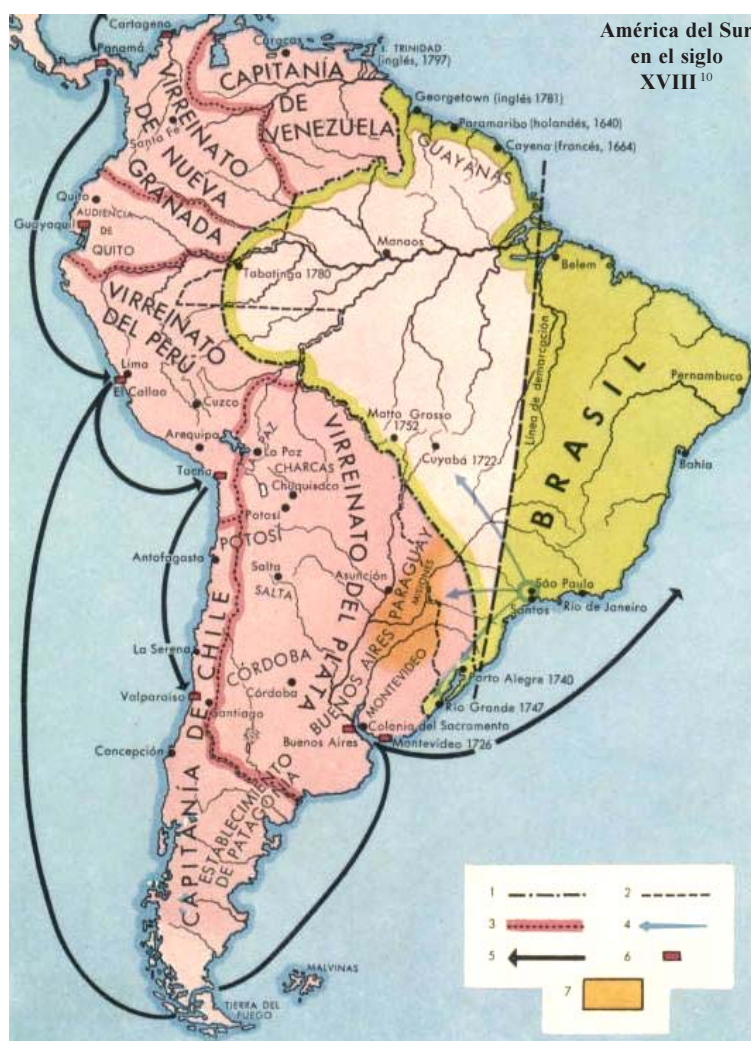 América del Sur
en el siglo
XVIII 10
Cartagena
Panamá
Caracas
I. TRINIDAD
(inglés, 1797)
CAPITANÍA
DE
VENEZUELA
VIRREINATO
DE NUEVA
GRANADA
Santa Fe
Georgetown (inglés 1781)
Paramaribo (holandés, 1640)
Cayena (francés, 1664)
GUAYANAS
Quito
AUDIENCIA
DE
QUITO
Guayaquil
Manaos
Belem
Tabatinga 1780
VIRREINATO
DEL PERÚ
Línea de demarcación
BRASIL
Pernambuco
Lima
El Callao
Cuzco
Matto Grosso
1752
Cuyabá 1722
Bahía
Arequipa
LA PAZ
La Paz
CHARCAS
Chuquisaca
Tacna
Potosí
POTOSÍ
VIRREINATO DEL PLATA
Antofagasta
Salta
SALTA
Asunción
PARAGUAY
MISIONES
BUENOS AIRES
São Paulo
Santos
Río de Janeiro
La Serena
CÓRDOBA
Córdoba
MONTEVIDEO
Porto Alegre 1740
Río Grande 1747
Valparaíso
Santiago
Colonia del Sacramento
Buenos Aires
Montevideo 1726
Concepción
CAPITANÍA DE CHILE
ESTABLECIMIENTO
DE PATAGONIA
MALVINAS
TIERRA DEL
FUEGO
1
2
3
4
5
6
7